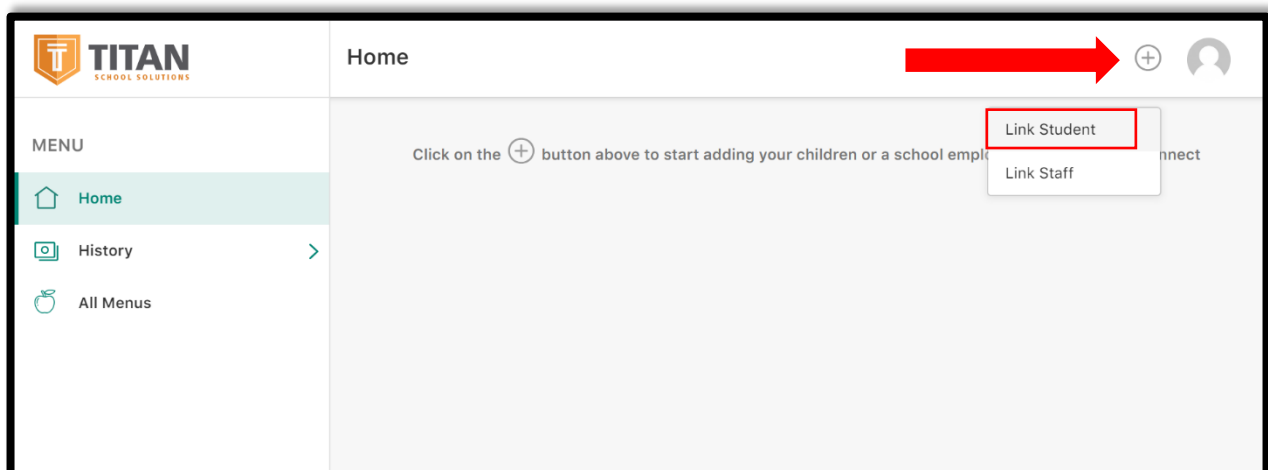 TITAN
SCHOOL SOLUTIONS
Home
MENU
Home
History
All Menus
Click on the button above to start adding your children or a school empl nnect
Link Student
Link Staff